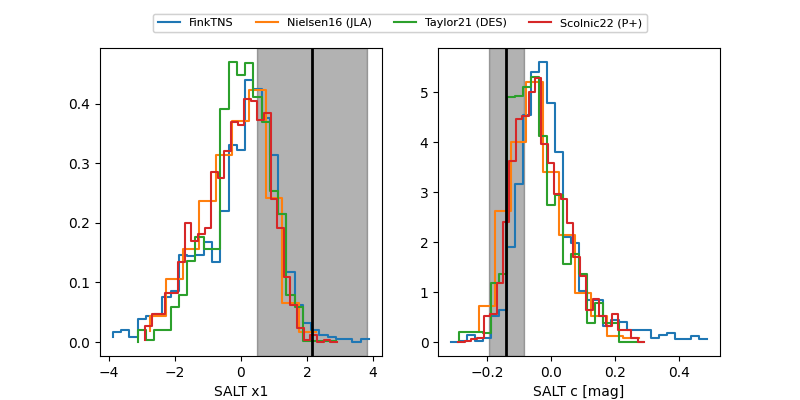 FinkTNS Nielsen16 (JLA) Taylor21 (DES) Scolnic22 (P+)
0.4
0.3
0.2
0.1
0.0
−4 −2 0 2 4
SALT x1
5
4
3
2
1
0
−0.2 0.0 0.2 0.4
SALT c [mag]